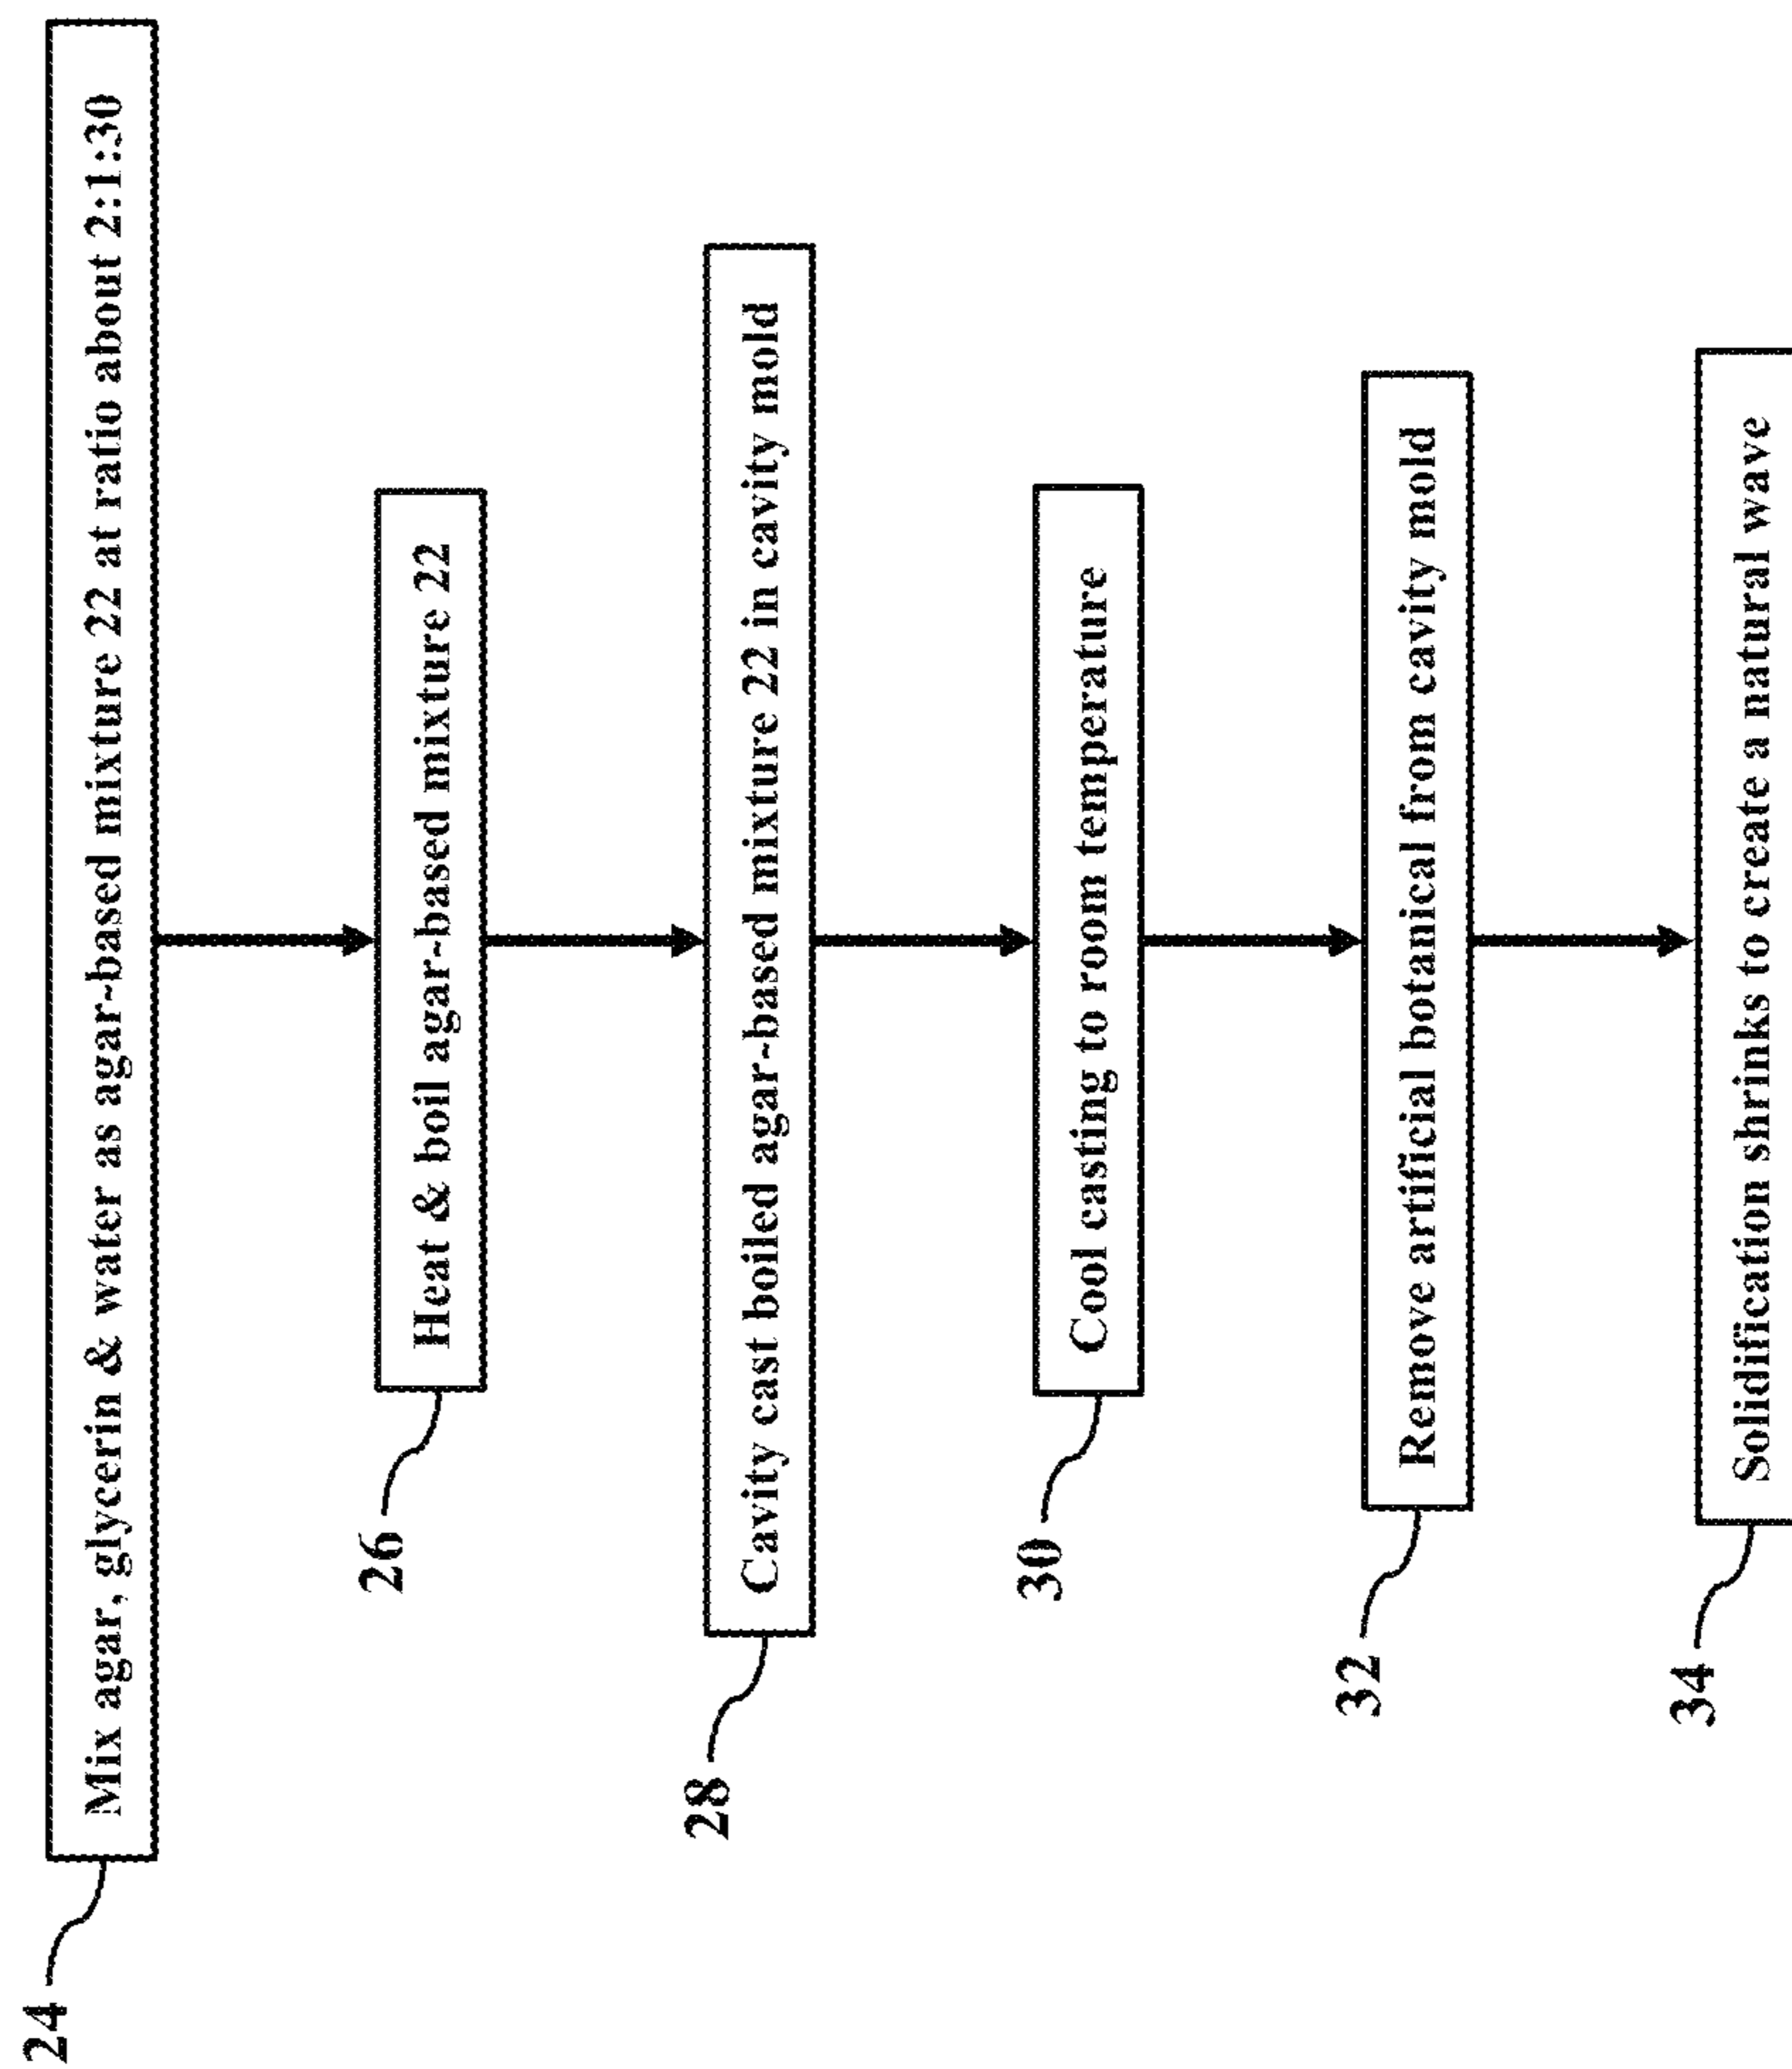 24
Mix agar, glycerin & water as agar-based mixture 22 at ratio about 2:1:30
26
Heat & boil agar-based mixture 22
28
Cavity cast boiled agar-based mixture 22 in cavity mold
30
Cool casting to room temperature
32
Remove artificial botanical from cavity mold
34
Solidification shrinks to create a natural wave